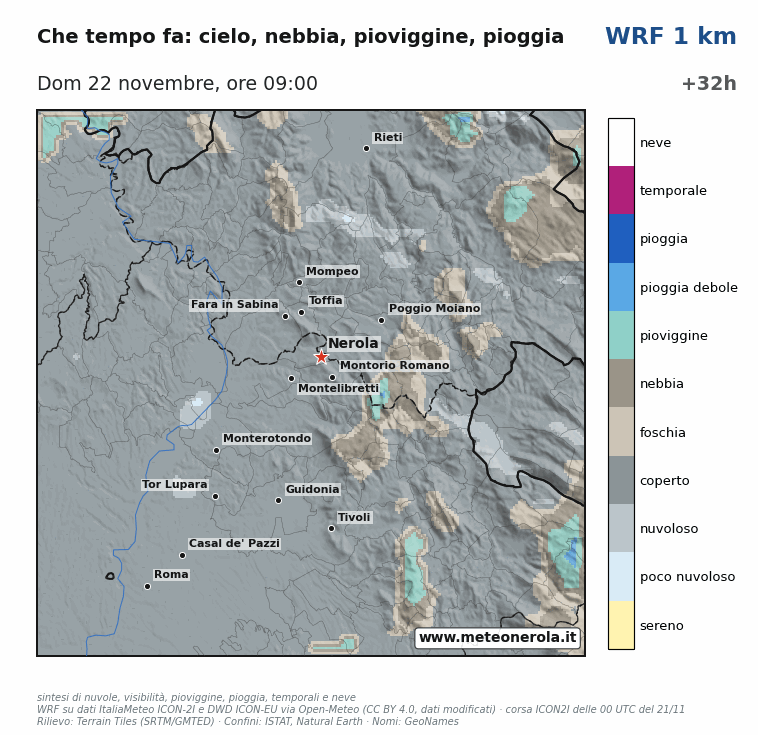 Che tempo fa: cielo, nebbia, pioviggine, pioggia
WRF 1 km
Dom 22 novembre, ore 09:00
+32h
Rieti
Mompeo
Fara in Sabina
Toffia
Poggio Moiano
Nerola
Montorio Romano
Montelibretti
Monterotondo
Tor Lupara
Guidonia
Tivoli
Casal de' Pazzi
Roma
www.meteonerola.it
neve
temporale
pioggia
pioggia debole
pioviggine
nebbia
foschia
coperto
nuvoloso
poco nuvoloso
sereno
sintesi di nuvole, visibilità, pioviggine, pioggia, temporali e neve
WRF su dati ItaliaMeteo ICON-2I e DWD ICON-EU via Open-Meteo (CC BY 4.0, dati modificati) · corsa ICON2I delle 00 UTC del 21/11
Rilievo: Terrain Tiles (SRTM/GMTED) · Confini: ISTAT, Natural Earth · Nomi: GeoNames